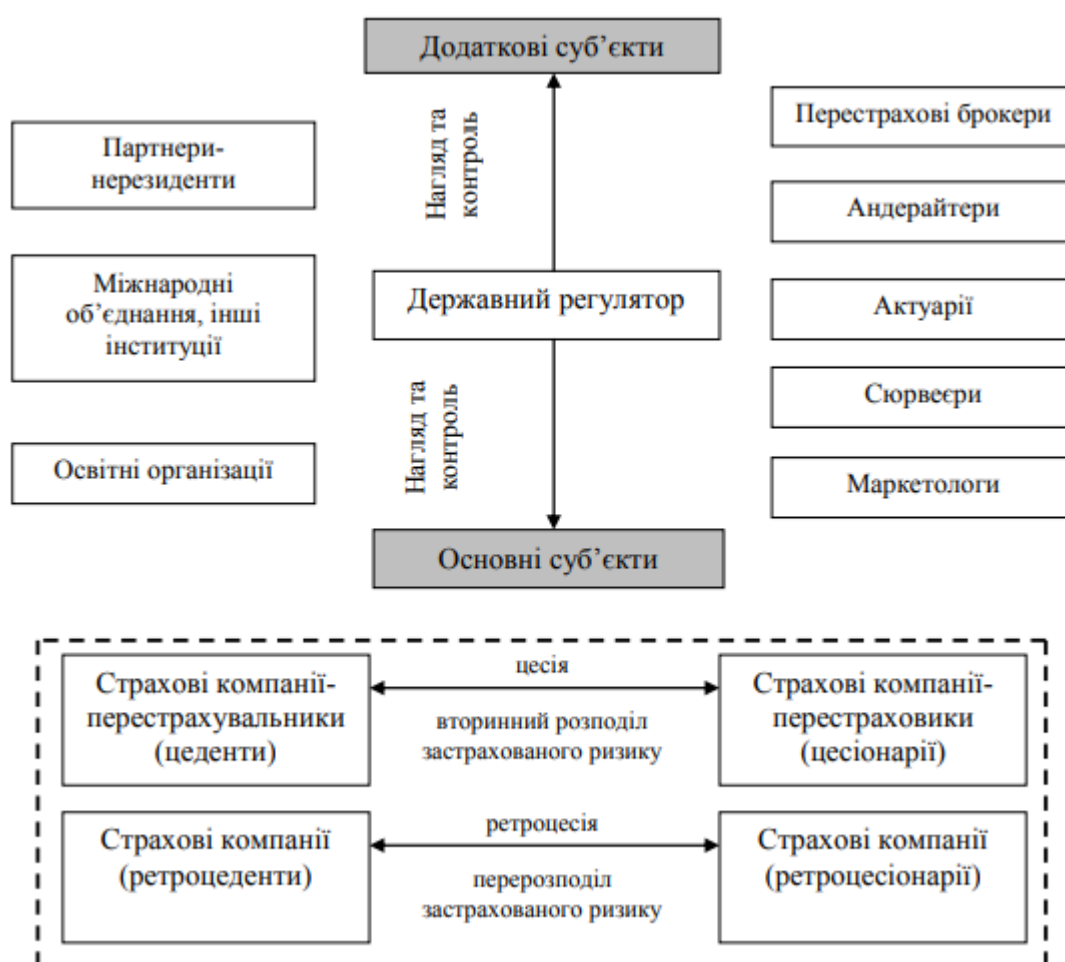 Додаткові суб’єкти
Нагляд та
контроль
Партнери-
нерезиденти
Міжнародні
об’єднання, інші
інституції
Освітні організації
Державний регулятор
Перестрахові брокери
Андерайтери
Актуарії
Сюрвеєри
Маркетологи
Нагляд та
контроль
Основні суб’єкти
Страхові компанії-
перестрахувальники
(цеденти)
цесія
вторинний розподіл
застрахованого ризику
Страхові компанії-
перестраховики
(цесіонарії)
Страхові компанії
(ретроцеденти)
ретроцесія
перерозподіл
застрахованого ризику
Страхові компанії
(ретроцесіонарії)